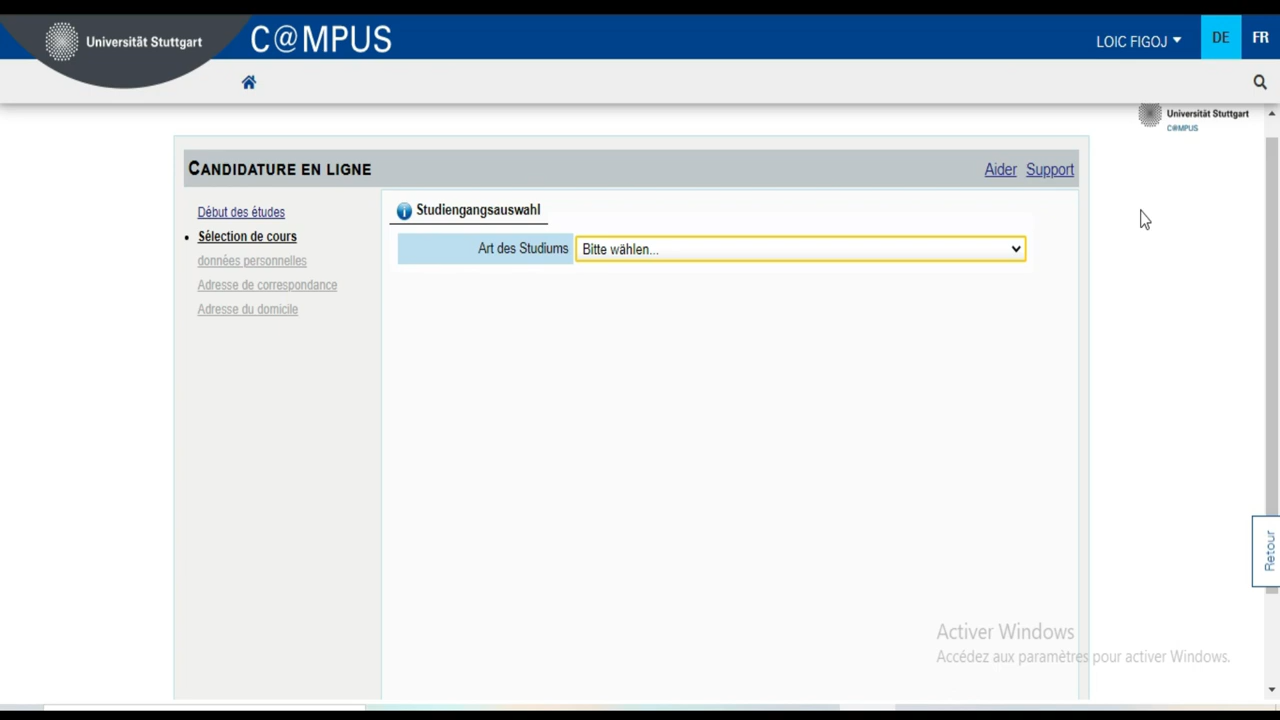 Universität Stuttgart
C@MPUS
LOIC FIGOJ
DE
FR
Universität Stuttgart
C@MPUS
CANDIDATURE EN LIGNE
Aider Support
Début des études
Sélection de cours
données personnelles
Adresse de correspondance
Adresse du domicile
Studiengangsauswahl
Art des Studiums
Bitte wählen...
Retour
Activer Windows
Accédez aux paramètres pour activer Windows.